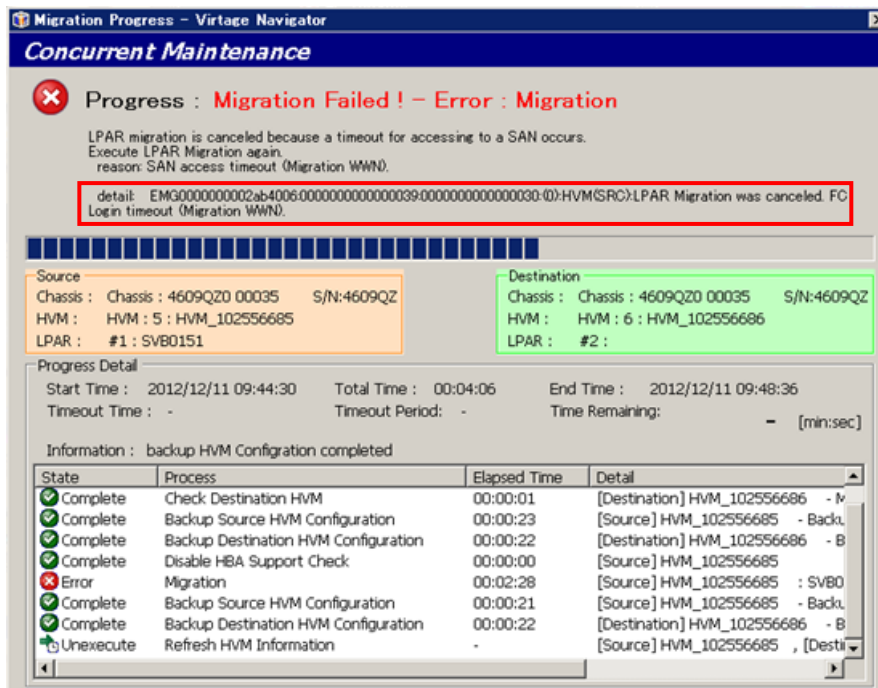 Migration Progress - Virtage Navigator
Concurrent Maintenance
Progress : Migration Failed ! - Error : Migration
LPAR migration is canceled because a timeout for accessing to a SAN occurs.
Execute LPAR Migration again.
reason: SAN access timeout (Migration WWN).
detail: EMG0000000002ab4006:0000000000000039:0000000000000030:(0):HVM(SRC):LPAR Migration was canceled. FC
Login timeout (Migration WWN).
Source
Chassis : Chassis : 4609QZ0 00035 S/N:4609QZ
HVM : HVM : 5 : HVM_102556685
LPAR : #1 : SVB0151
Destination
Chassis : Chassis : 4609QZ0 00035 S/N:4609QZ
HVM : HVM : 6 : HVM_102556686
LPAR : #2 :
Progress Detail
Start Time : 2012/12/11 09:44:30 Total Time : 00:04:06 End Time : 2012/12/11 09:48:36
Timeout Time : - Timeout Period: - Time Remaining: - [min:sec]
Information : backup HVM Configration completed
State Process Elapsed Time Detail
Complete Check Destination HVM 00:00:01 [Destination] HVM_102556686 - M
Complete Backup Source HVM Configuration 00:00:23 [Source] HVM_102556685 - Backu
Complete Backup Destination HVM Configuration 00:00:22 [Destination] HVM_102556686 - B
Complete Disable HBA Support Check 00:00:00 [Source] HVM_102556685
Error Migration 00:02:28 [Source] HVM_102556685 : SVB0
Complete Backup Source HVM Configuration 00:00:21 [Source] HVM_102556685 - Backu
Complete Backup Destination HVM Configuration 00:00:22 [Destination] HVM_102556686 - B
Unexecute Refresh HVM Information - [Source] HVM_102556685 , [Desti